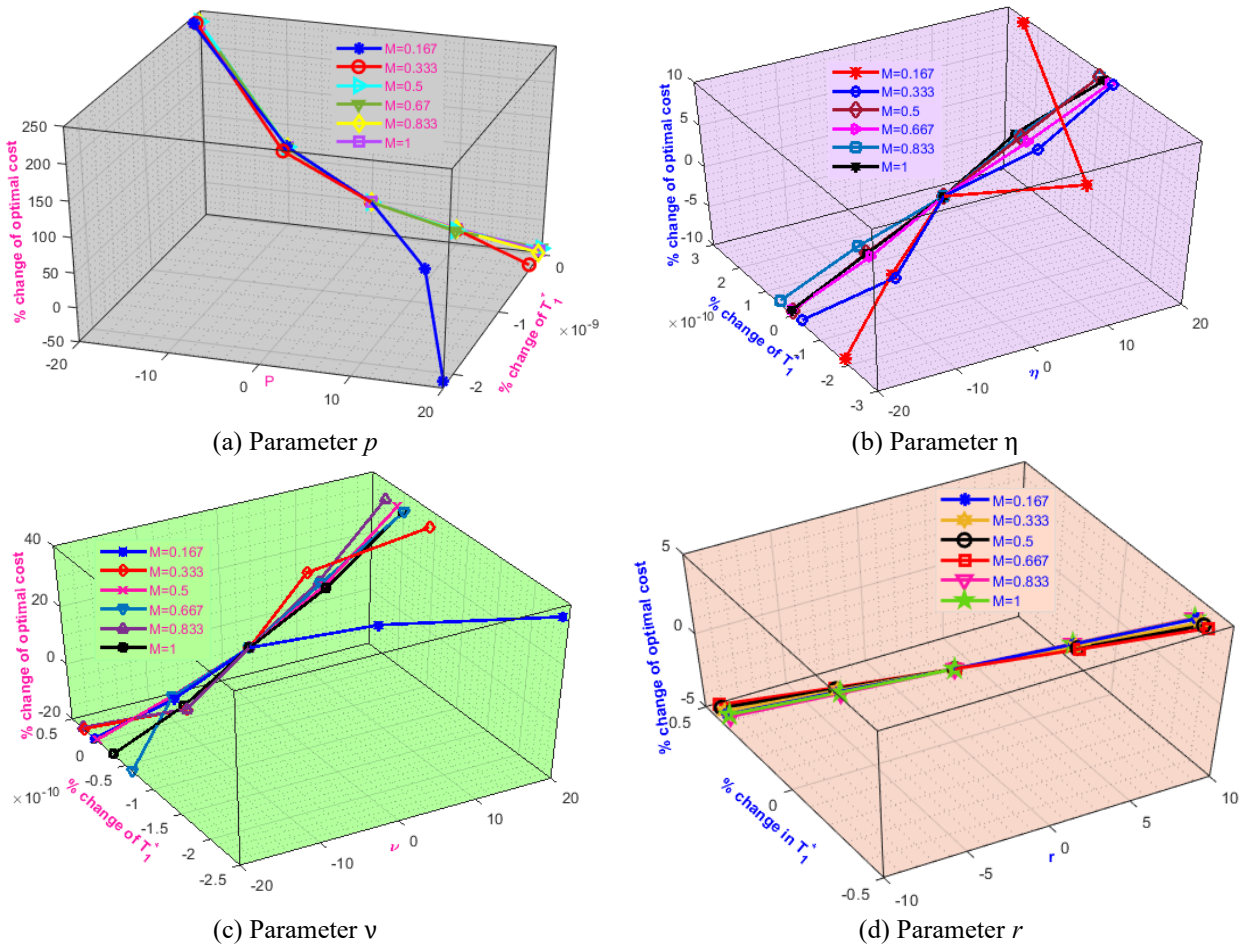 M=0.167
M=0.333
M=0.5
M=0.67
M=0.833
M=1
250
200
150
100
50
0
-50
-20
-10
0
10
20
0
-1
-2
×10^-9
% change of optimal cost
P
% change of T₁*
(a) Parameter p
M=0.167
M=0.333
M=0.5
M=0.667
M=0.833
M=1
10
5
0
-5
-10
3
2
1
0
-1
-2
-3
×10^-10
-20
-10
0
10
20
% change of optimal cost
% change of T₁*
η
(b) Parameter η
M=0.167
M=0.333
M=0.5
M=0.667
M=0.833
M=1
40
20
0
-20
0.5
0
-0.5
-1
-1.5
-2
-2.5
×10^-10
-20
-10
0
10
20
% change of optimal cost
% change of T₁*
ν
(c) Parameter ν
M=0.167
M=0.333
M=0.5
M=0.667
M=0.833
M=1
5
0
-5
0.5
0
-0.5
-10
-5
0
5
10
% change of optimal cost
% change in T₁*
r
(d) Parameter r